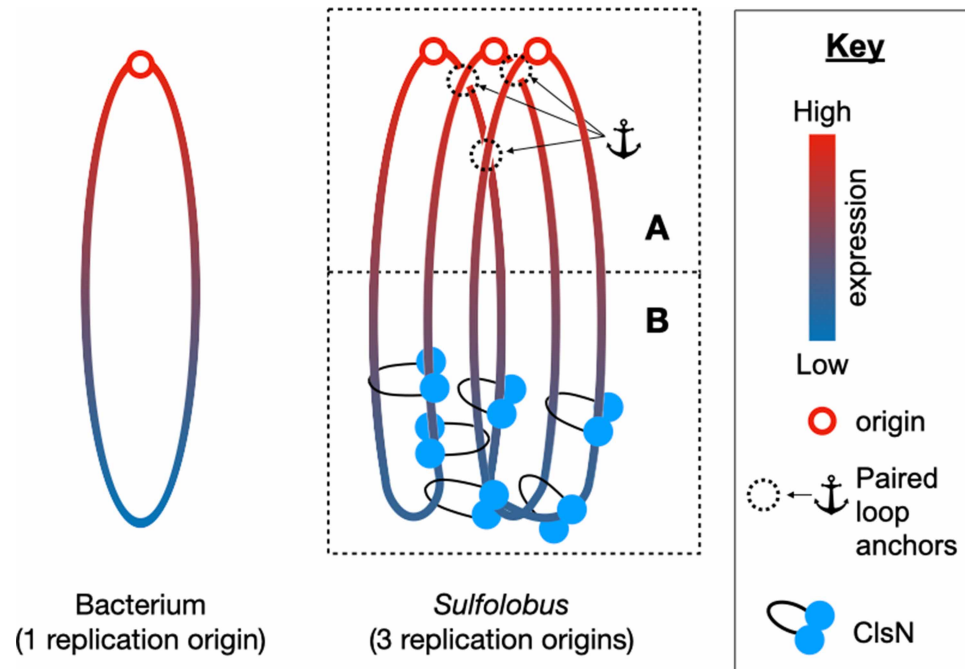 A
B
Bacterium
(1 replication origin)
Sulfolobus
(3 replication origins)
Key
High
expression
Low
origin
Paired
loop
anchors
ClsN